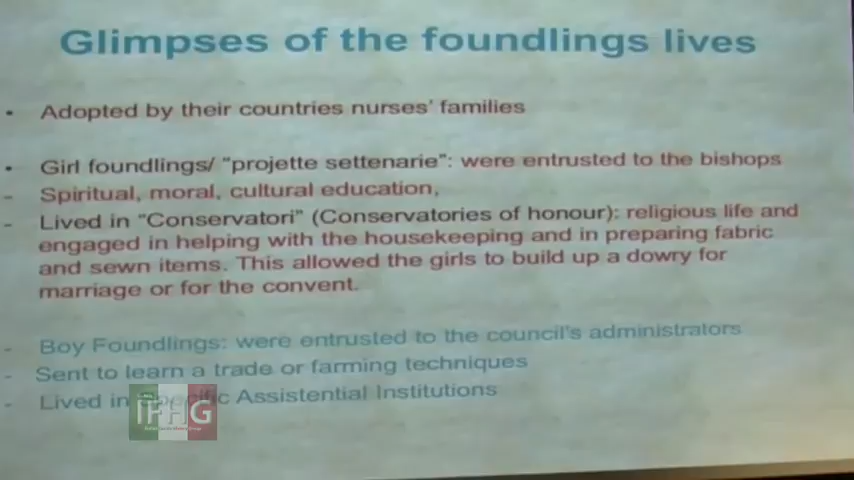 Glimpses of the foundlings lives
• Adopted by their countries nurses' families
• Girl foundlings/ "projette settenarie": were entrusted to the bishops
- Spiritual, moral, cultural education,
- Lived in "Conservatori" (Conservatories of honour): religious life and
engaged in helping with the housekeeping and in preparing fabric
and sewn items. This allowed the girls to build up a dowry for
marriage or for the convent.
- Boy Foundlings: were entrusted to the council's administrators
- Sent to learn a trade or farming techniques
- Lived in Specific Assistential Institutions
IFHG